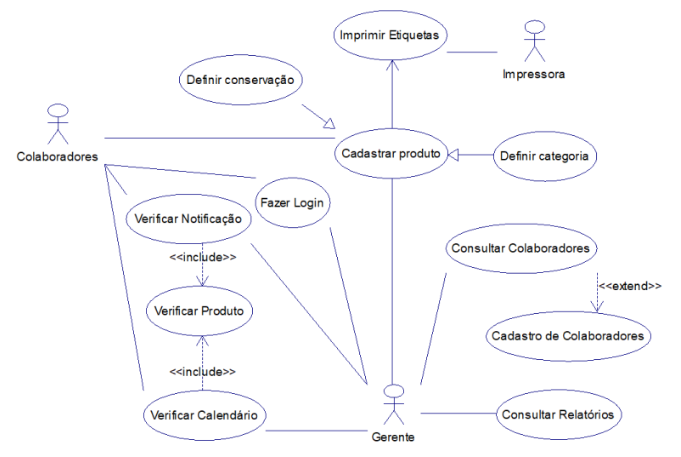 Imprimir Etiquetas
Impressora
Definir conservação
Colaboradores
Cadastrar produto
Definir categoria
Fazer Login
Verificar Notificação
Consultar Colaboradores
<<include>>
<<extend>>
Verificar Produto
Cadastro de Colaboradores
<<include>>
Verificar Calendário
Consultar Relatórios
Gerente